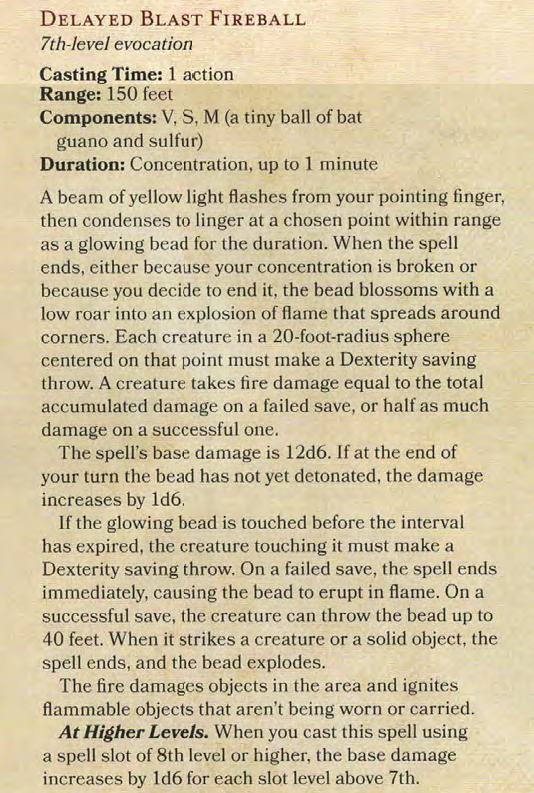 DELAYED BLAST FIREBALL
7th-level evocation
Casting Time: 1 action
Range: 150 feet
Components: V, S, M (a tiny ball of bat
guano and sulfur)
Duration: Concentration, up to 1 minute
A beam of yellow light flashes from your pointing finger,
then condenses to linger at a chosen point within range
as a glowing bead for the duration. When the spell
ends, either because your concentration is broken or
because you decide to end it, the bead blossoms with a
low roar into an explosion of flame that spreads around
corners. Each creature in a 20-foot-radius sphere
centered on that point must make a Dexterity saving
throw. A creature takes fire damage equal to the total
accumulated damage on a failed save, or half as much
damage on a successful one.
The spell's base damage is 12d6. If at the end of
your turn the bead has not yet detonated, the damage
increases by 1d6.
If the glowing bead is touched before the interval
has expired, the creature touching it must make a
Dexterity saving throw. On a failed save, the spell ends
immediately, causing the bead to erupt in flame. On a
successful save, the creature can throw the bead up to
40 feet. When it strikes a creature or a solid object, the
spell ends, and the bead explodes.
The fire damages objects in the area and ignites
flammable objects that aren't being worn or carried.
At Higher Levels. When you cast this spell using
a spell slot of 8th level or higher, the base damage
increases by 1d6 for each slot level above 7th.